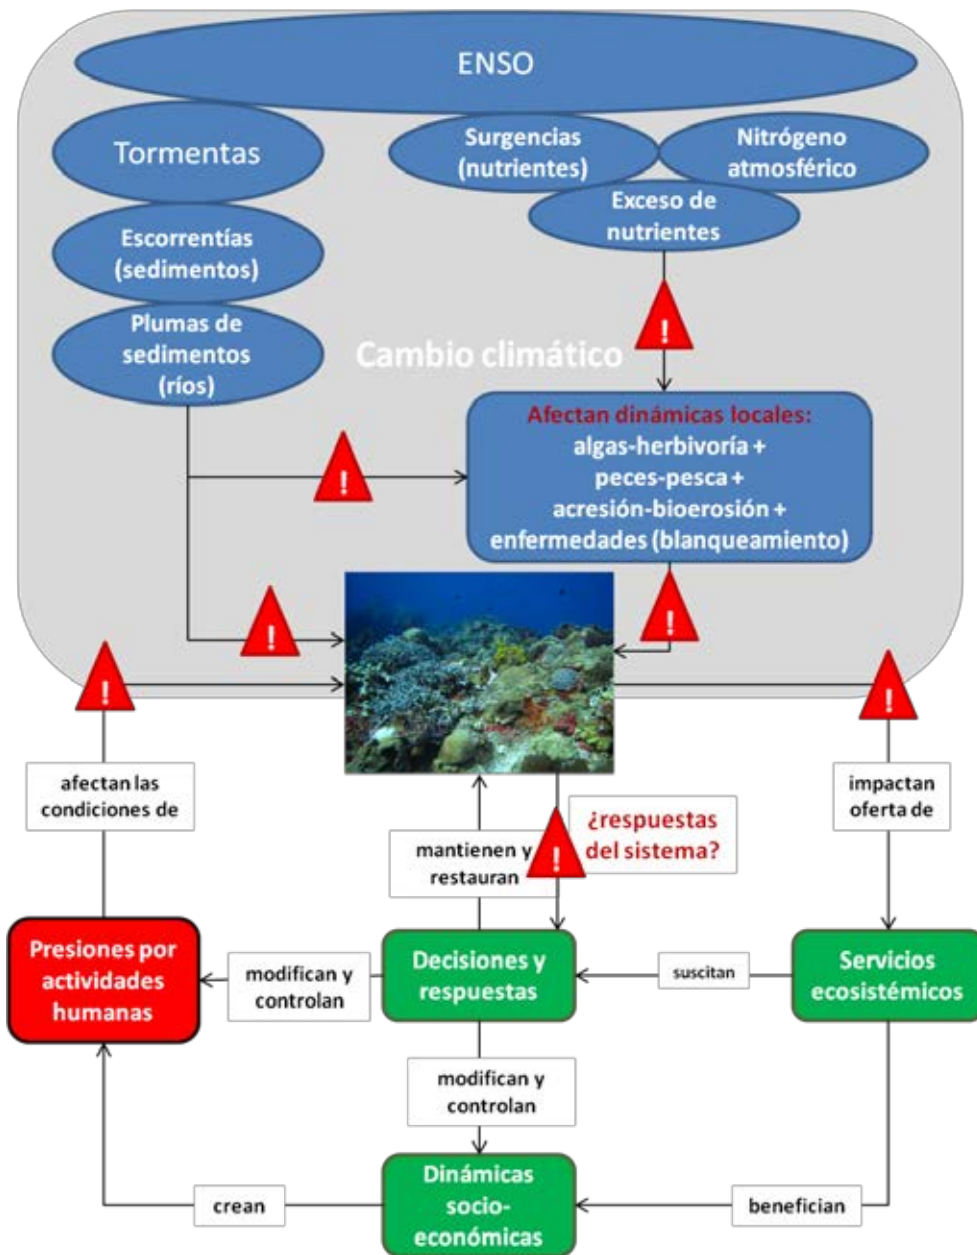 ENSO
Tormentas
Surgencias
(nutrientes)
Nitrógeno
atmosférico
Exceso de
nutrientes
Escorrentías
(sedimentos)
!
Plumas de
sedimentos
(ríos)
Cambio climático
Afectan dinámicas locales:
algas-herbivoría +
peces-pesca +
acresión-bioerosión +
enfermedades (blanqueamiento)
!
!
!
!
!
afectan las
condiciones de
impactan
oferta de
mantienen y
restauran
!
¿respuestas
del sistema?
Presiones por
actividades
humanas
modifican y
controlan
Decisiones y
respuestas
suscitan
Servicios
ecosistémicos
modifican y
controlan
Dinámicas
socio-
económicas
crean
benefician